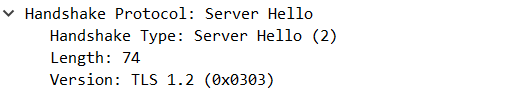 Handshake Protocol: Server Hello
Handshake Type: Server Hello (2)
Length: 74
Version: TLS 1.2 (0x0303)